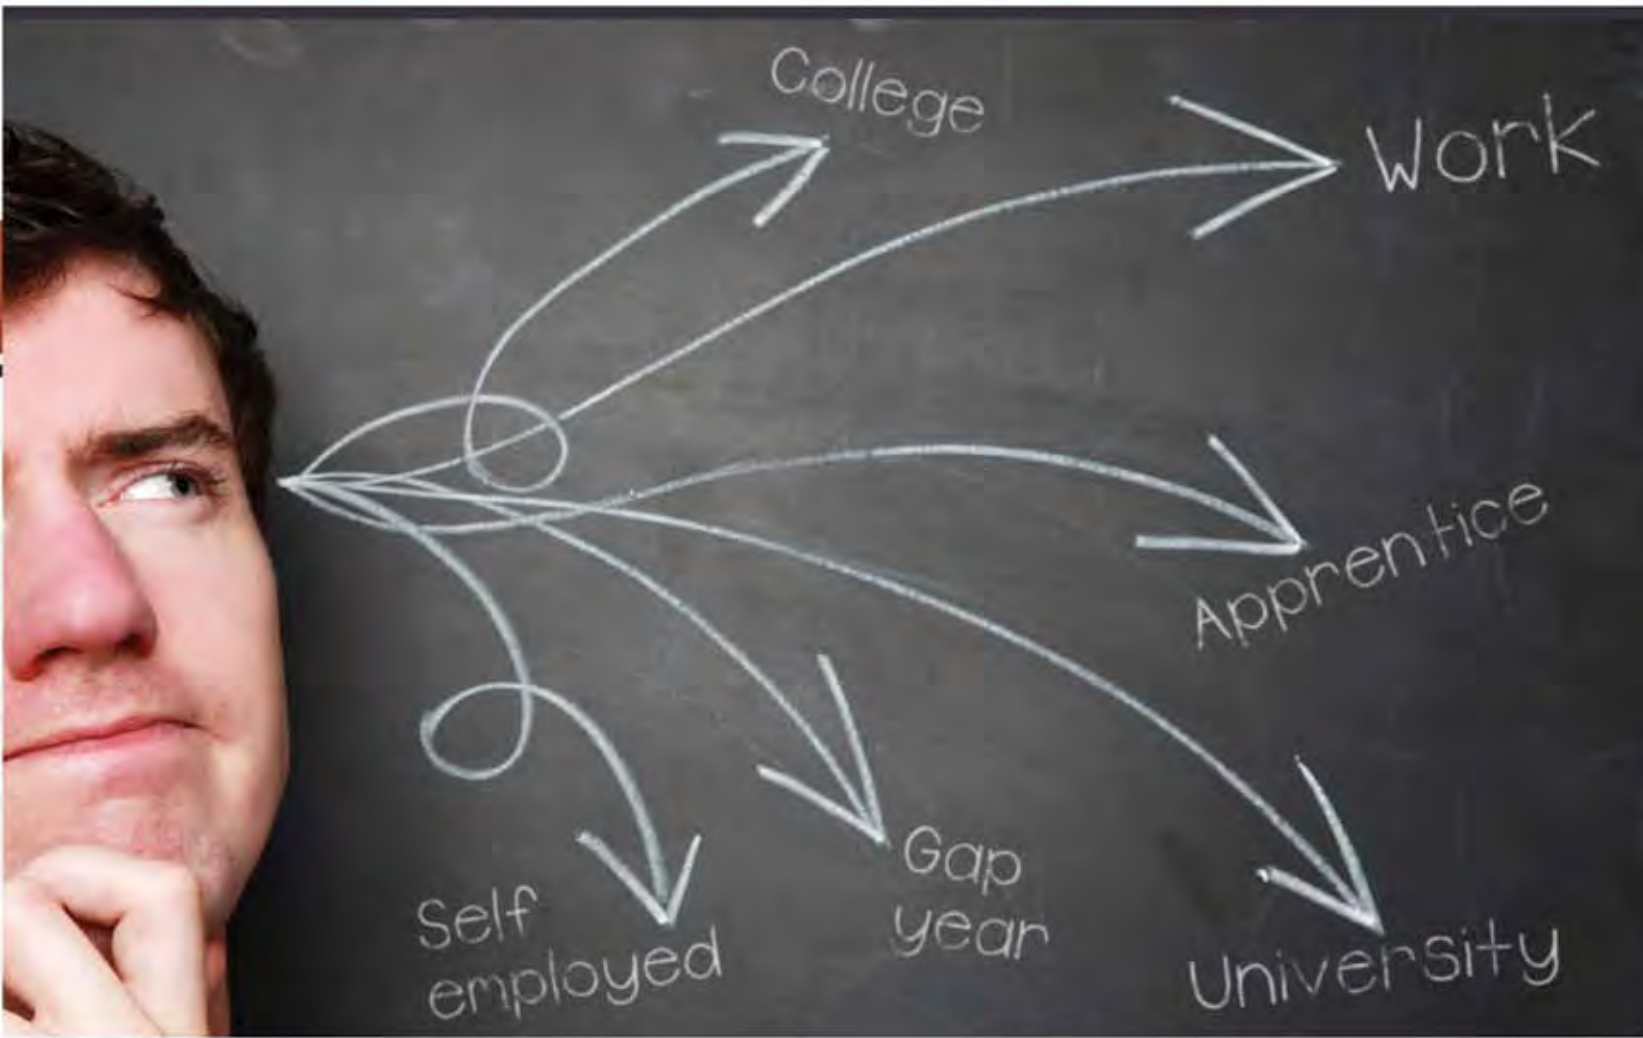 College
Work
Apprentice
Gap
year
Self
employed
University